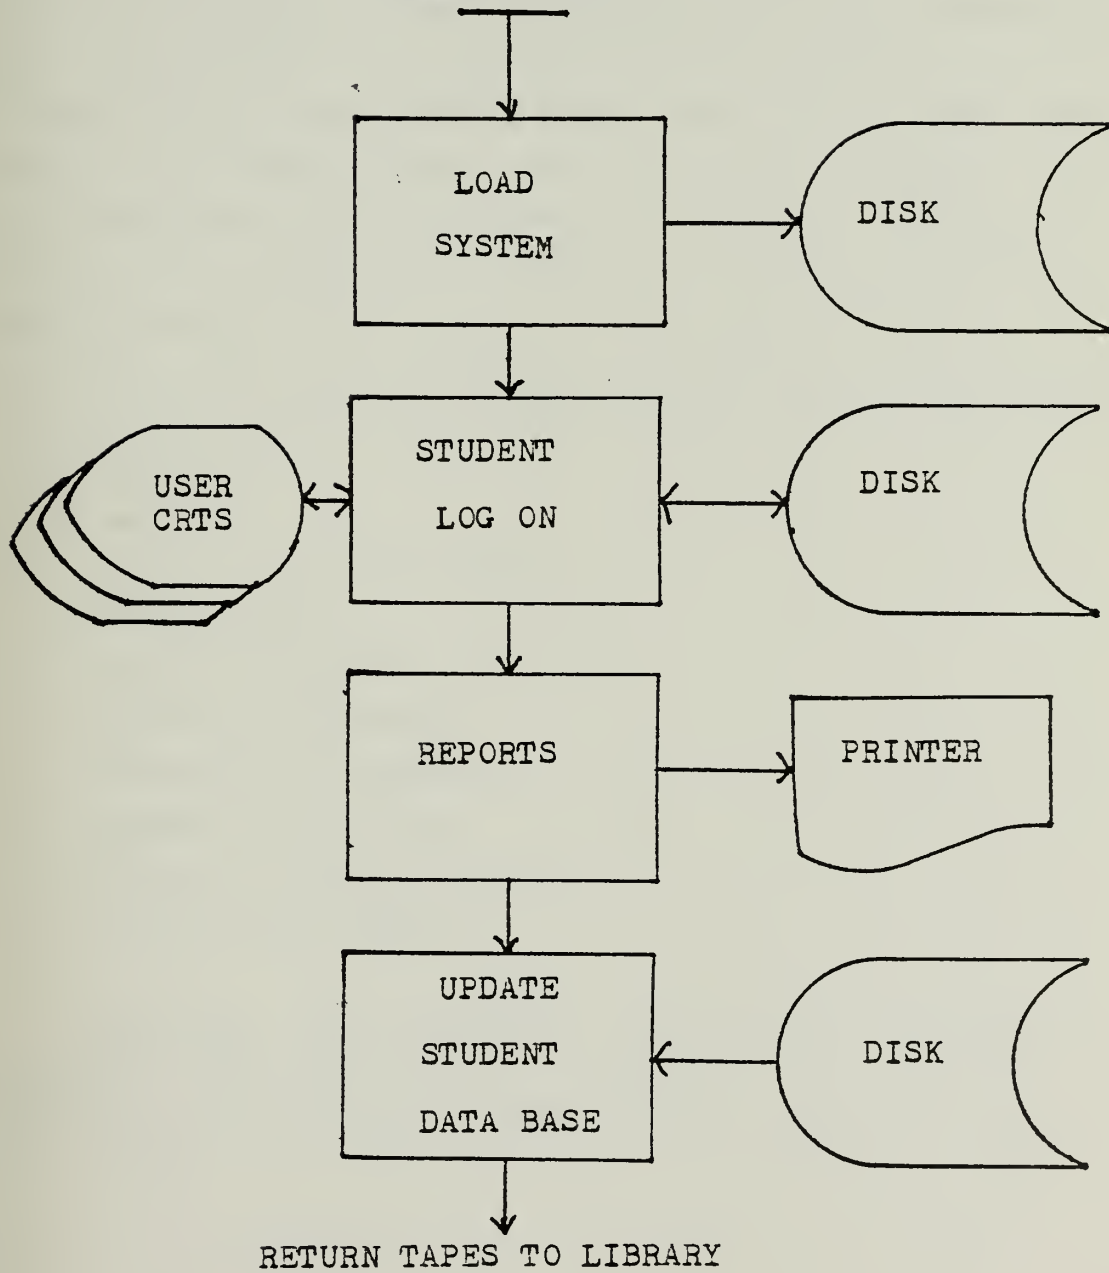 LOAD
SYSTEM
DISK
USER
CRTS
STUDENT
LOG ON
DISK
REPORTS
PRINTER
UPDATE
STUDENT
DATA BASE
DISK
RETURN TAPES TO LIBRARY